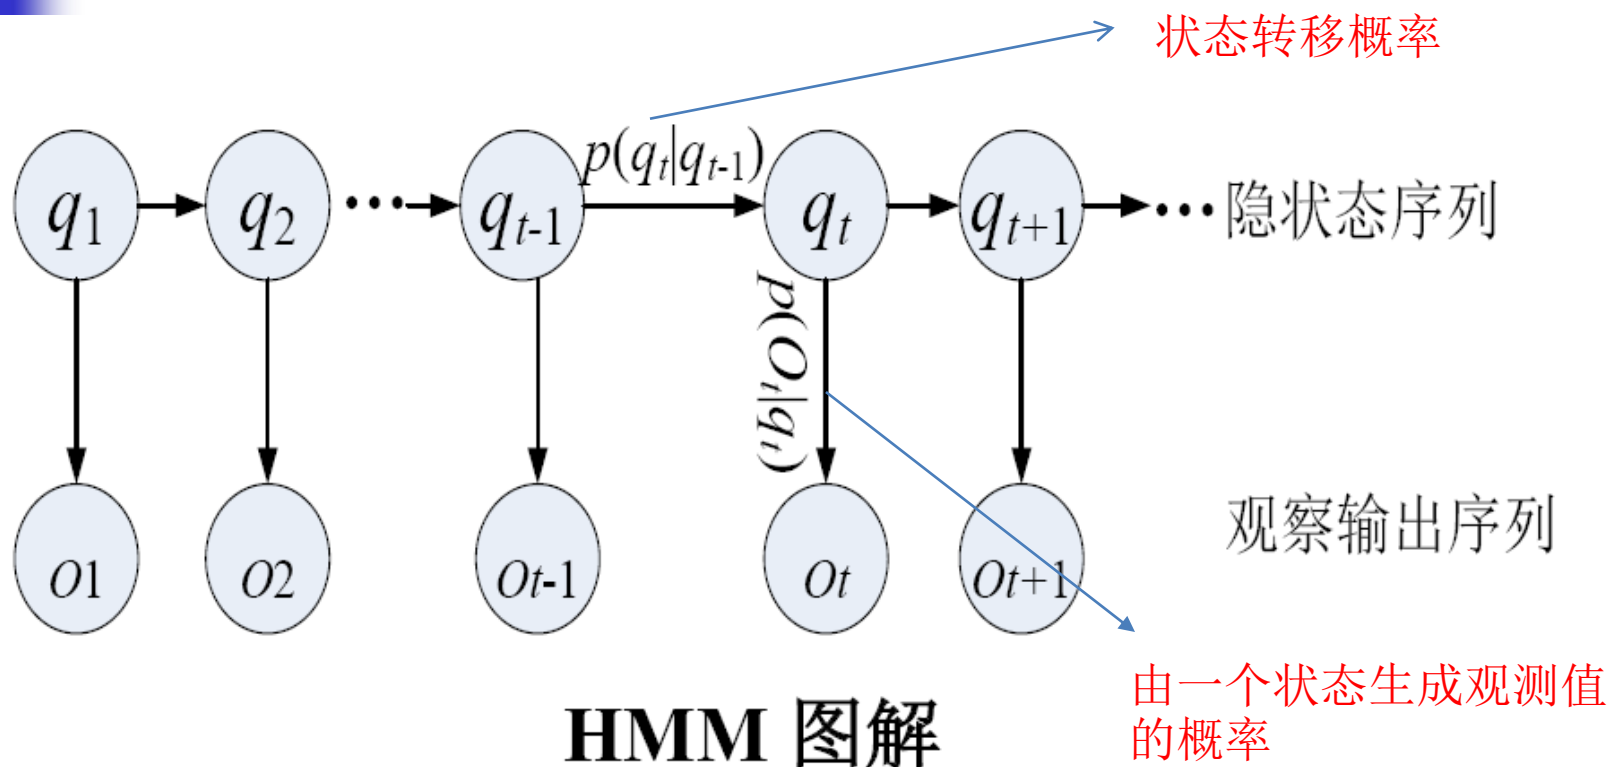 状态转移概率
p(qt|qt-1)
q1
q2
···
qt-1
qt
qt+1
···隐状态序列
p(Ot|qt)
O1
O2
Ot-1
Ot
Ot+1
观察输出序列
由一个状态生成观测值
的概率
HMM 图解